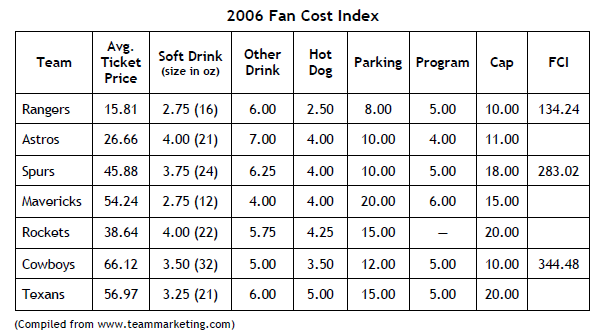 2006 Fan Cost Index
Team Avg. Ticket Price Soft Drink (size in oz) Other Drink Hot Dog Parking Program Cap FCI
Rangers 15.81 2.75 (16) 6.00 2.50 8.00 5.00 10.00 134.24
Astros 26.66 4.00 (21) 7.00 4.00 10.00 4.00 11.00
Spurs 45.88 3.75 (24) 6.25 4.00 10.00 5.00 18.00 283.02
Mavericks 54.24 2.75 (12) 4.00 4.00 20.00 6.00 15.00
Rockets 38.64 4.00 (22) 5.75 4.25 15.00 — 20.00
Cowboys 66.12 3.50 (32) 5.00 3.50 12.00 5.00 10.00 344.48
Texans 56.97 3.25 (21) 6.00 5.00 15.00 5.00 20.00
(Compiled from www.teammarketing.com)